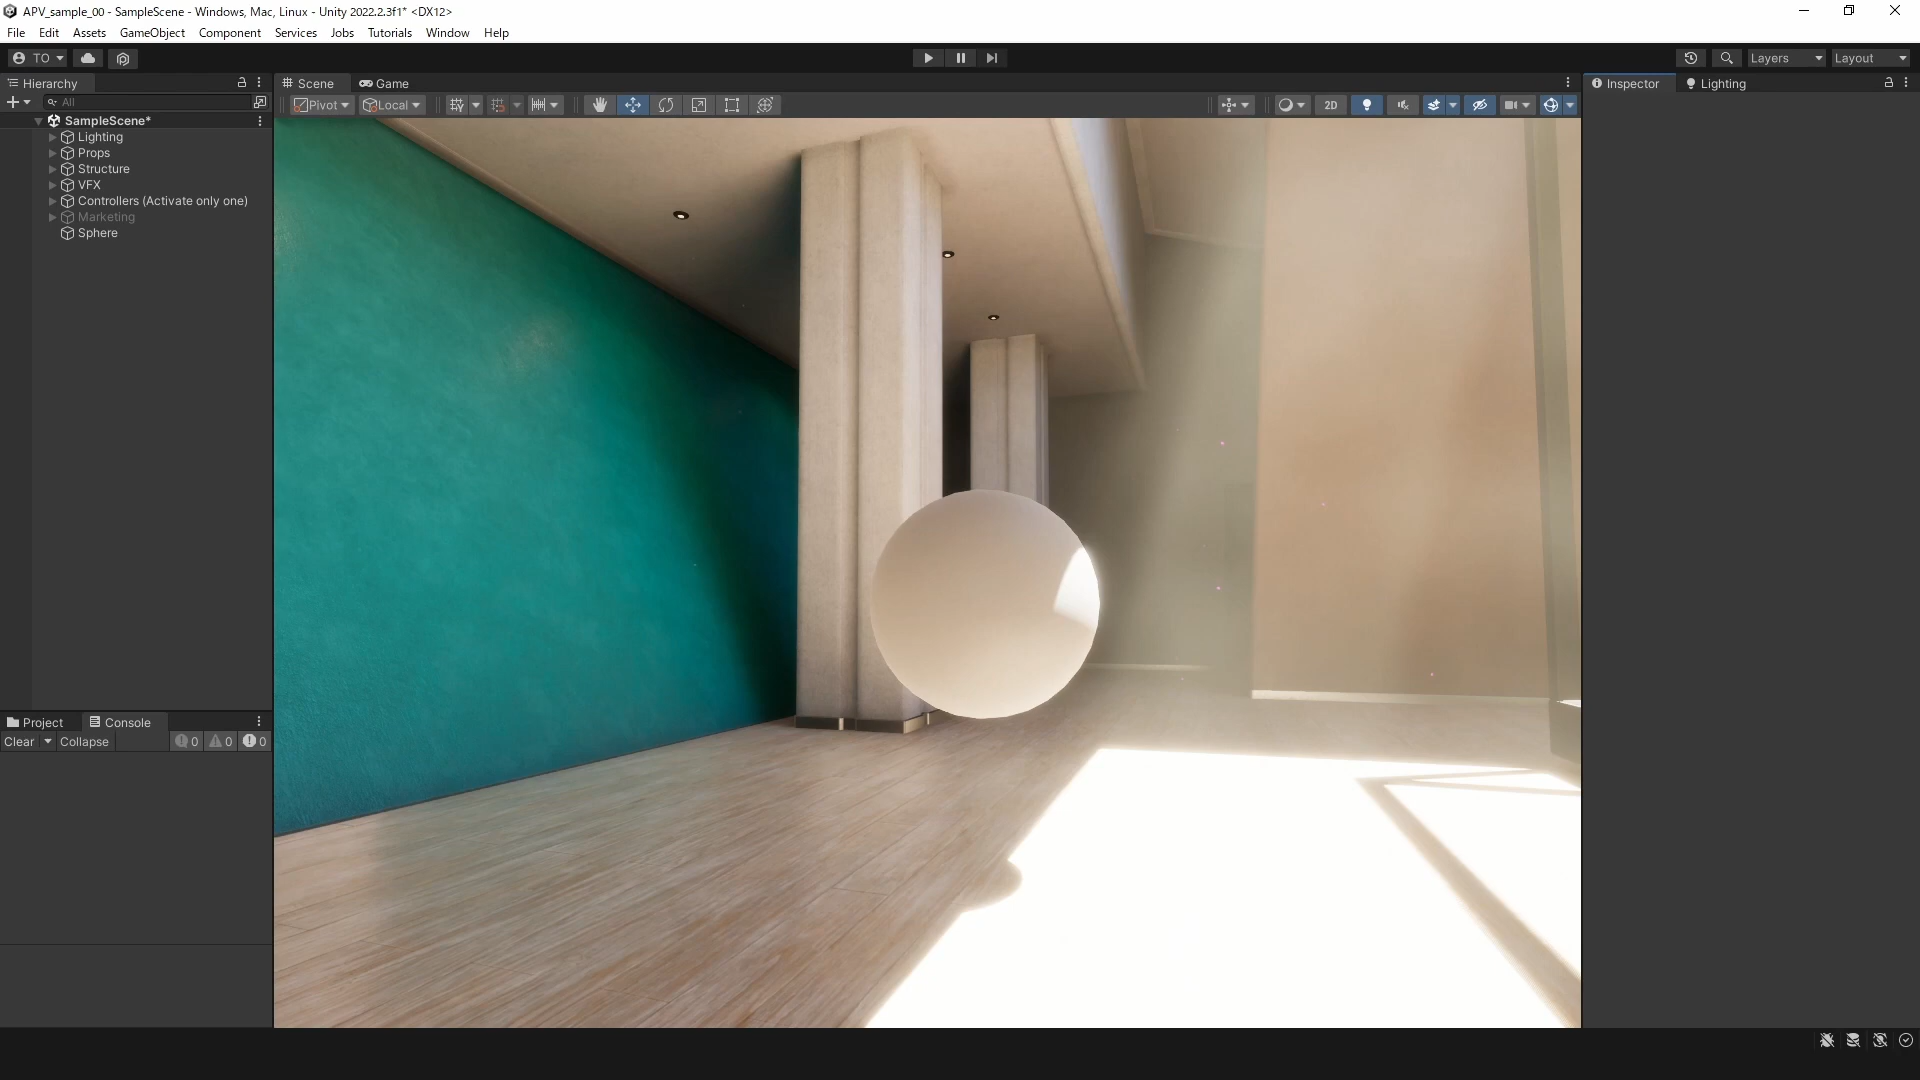 APV_sample_00 - SampleScene - Windows, Mac, Linux - Unity 2022.2.3f1* <DX12>
File Edit Assets GameObject Component Services Jobs Tutorials Window Help
TO Layers Layout
Hierarchy
All
SampleScene*
Lighting
Props
Structure
VFX
Controllers (Activate only one)
Marketing
Sphere
Project Console
Clear Collapse 0 0 0
Scene Game
Pivot Local 2D
Inspector Lighting